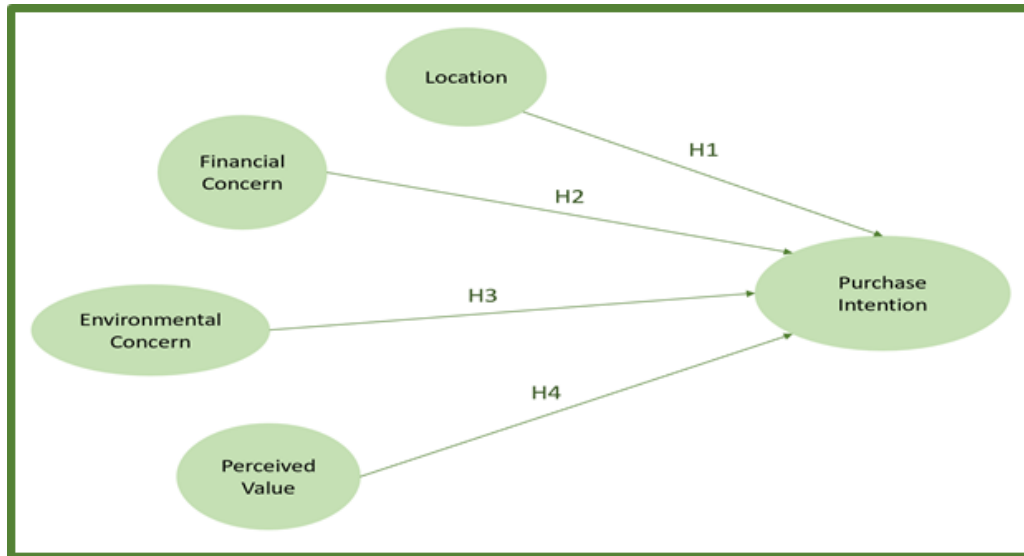 Location
H1
Financial
Concern
H2
Purchase
Intention
H3
Environmental
Concern
H4
Perceived
Value